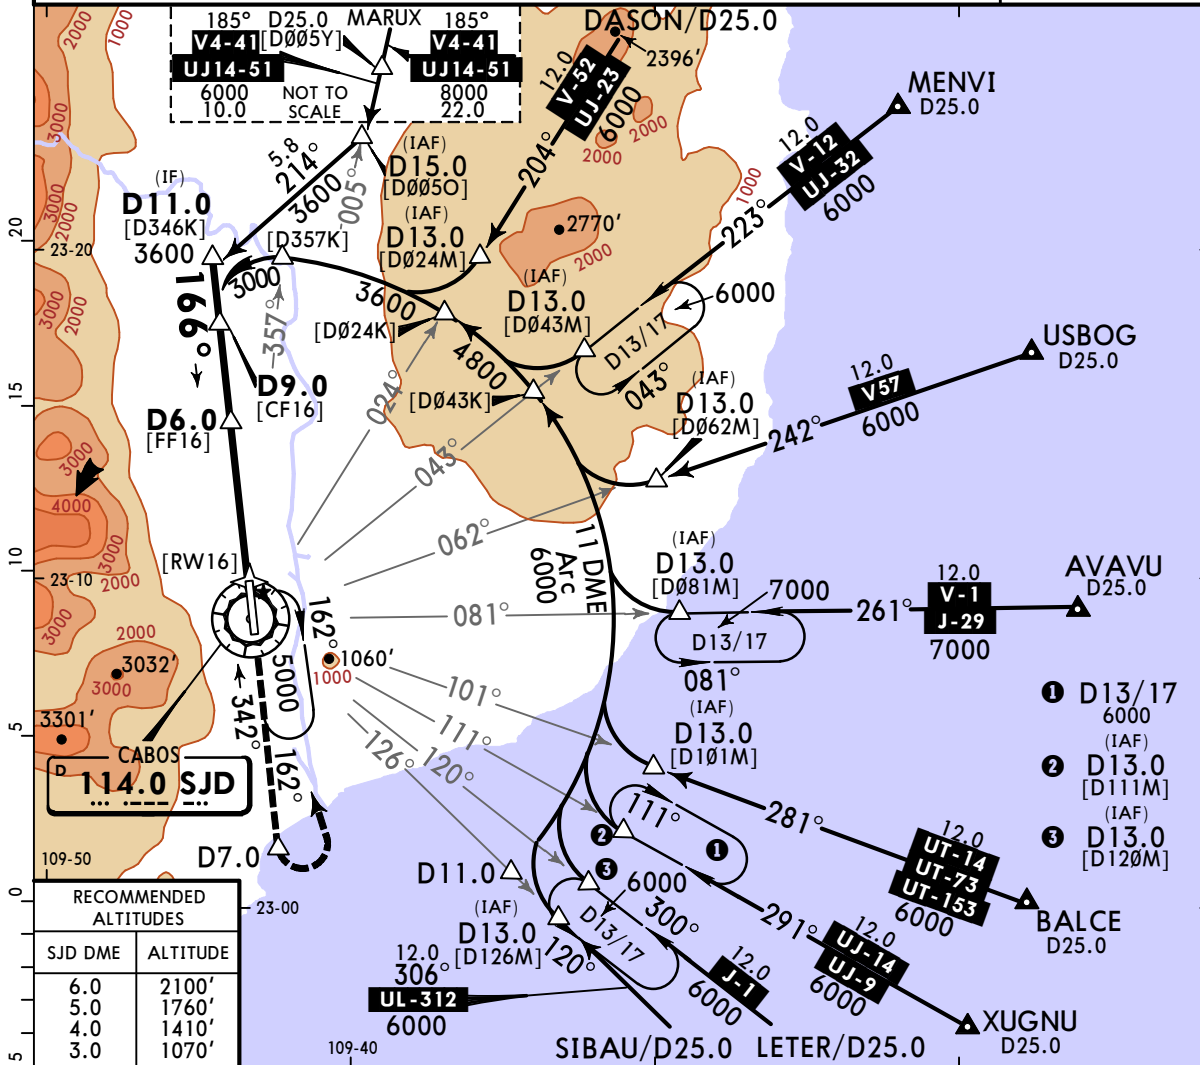 185°
V4-41
UJ14-51
6000
10.0
D25.0
[DØØ5Y]
MARUX
NOT TO
SCALE
185°
V4-41
UJ14-51
8000
22.0
DASON/D25.0
2396'
12.0
V-52
UJ-23
6000
204°
MENVI
D25.0
12.0
V-12
UJ-32
6000
223°
2000
1000
3000
3000
2000
2000
2000
1000
2770'
2000
(IAF)
D15.0
[DØØ5O]
5.8
214°
3600
005°
(IF)
D11.0
[D346K]
3600
(IAF)
D13.0
[DØ24M]
[D357K]
3000
3600
(IAF)
D13.0
[DØ43M]
[DØ24K]
D13/17
6000
043°
4800
[DØ43K]
20
23-20
3000
2000
166°
357°
D9.0
[CF16]
D6.0
[FF16]
024°
043°
USBOG
D25.0
12.0
V57
6000
242°
(IAF)
D13.0
[DØ62M]
15
3000
4000
3000
2000
3000
062°
11 DME
Arc
6000
10
23-10
[RW16]
(IAF)
D13.0
[DØ81M]
7000
D13/17
081°
081°
261°
12.0
V-1
J-29
7000
AVAVU
D25.0
162°
5000
342°
162°
1060'
1000
2000
3032'
3000
3301'
5
CABOS
D
114.0 SJD
101°
111°
120°
126°
(IAF)
D13.0
[D1Ø1M]
281°
12.0
UT-14
UT-73
UT-153
6000
BALCE
D25.0
❶ D13/17
6000
(IAF)
❷ D13.0
[D111M]
(IAF)
❸ D13.0
[D12ØM]
111°
❶
❷
❸
D7.0
109-50
D11.0
6000
D13/17
300°
291°
12.0
UJ-14
UJ-9
6000
XUGNU
D25.0
(IAF)
D13.0
[D126M]
120°
12.0
306°
UL-312
6000
12.0
J-1
6000
SIBAU/D25.0
LETER/D25.0
0
23-00
5
109-40
RECOMMENDED
ALTITUDES
SJD DME ALTITUDE
6.0 2100'
5.0 1760'
4.0 1410'
3.0 1070'